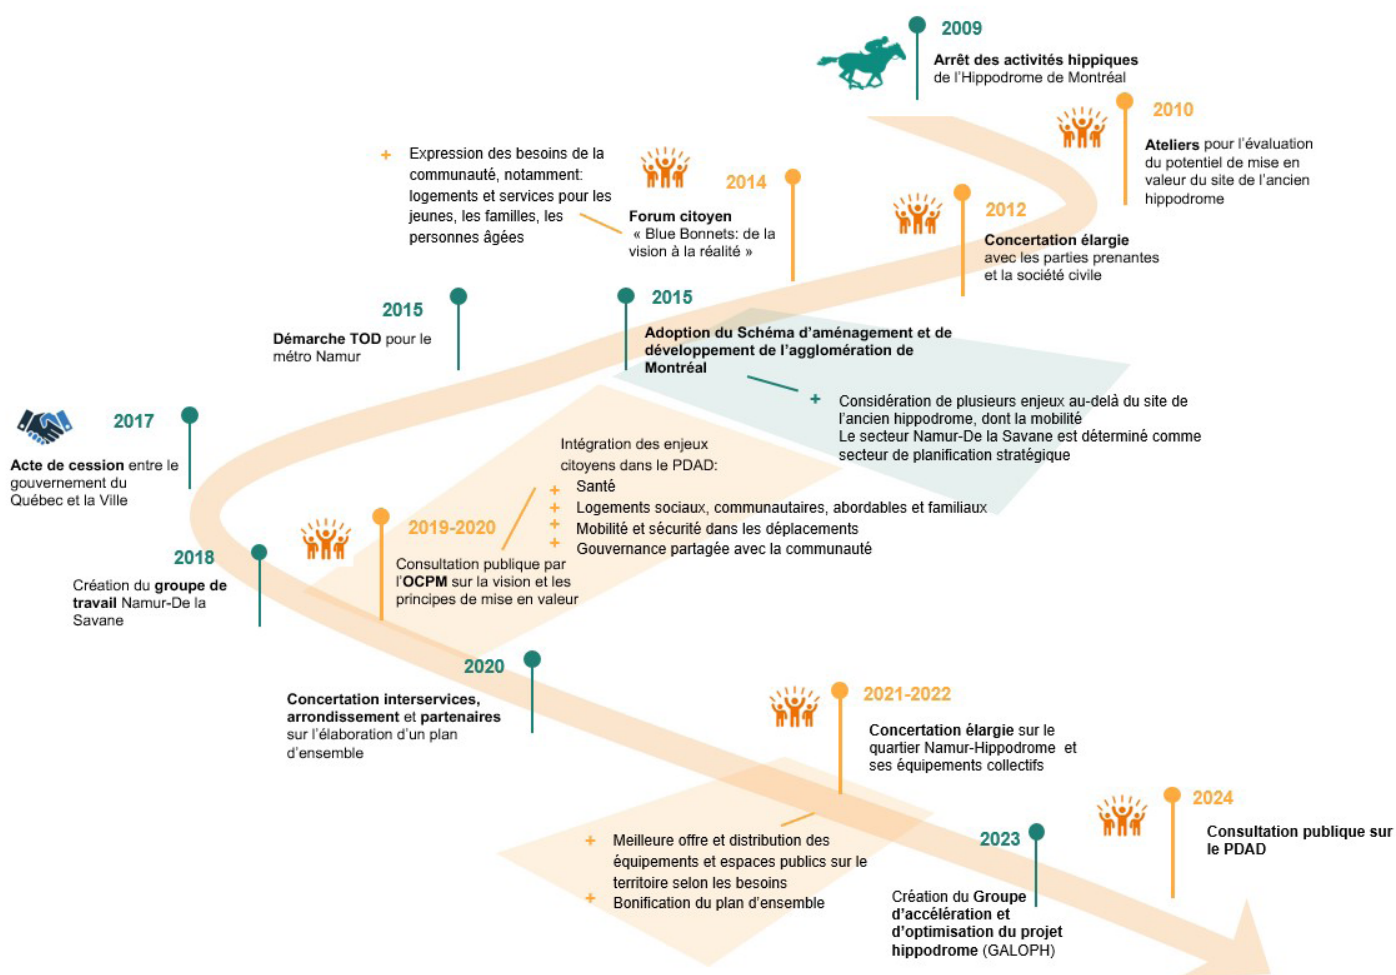 2009
Arrêt des activités hippiques
de l'Hippodrome de Montréal
2010
Ateliers pour l'évaluation
du potentiel de mise en
valeur du site de l'ancien
hippodrome
2012
Concertation élargie
avec les parties prenantes
et la société civile
2014
Forum citoyen
« Blue Bonnets: de la
vision à la réalité »
+ Expression des besoins de la
communauté, notamment:
logements et services pour les
jeunes, les familles, les
personnes âgées
2015
Adoption du Schéma d'aménagement et de
développement de l'agglomération de
Montréal
+ Considération de plusieurs enjeux au-delà du site de
l'ancien hippodrome, dont la mobilité
Le secteur Namur-De la Savane est déterminé comme
secteur de planification stratégique
2015
Démarche TOD pour le
métro Namur
2017
Acte de cession entre le
gouvernement du
Québec et la Ville
2018
Création du groupe de
travail Namur-De la
Savane
2019-2020
Consultation publique par
l'OCPM sur la vision et les
principes de mise en valeur
Intégration des enjeux
citoyens dans le PDAD:
+ Santé
+ Logements sociaux, communautaires, abordables et familiaux
+ Mobilité et sécurité dans les déplacements
+ Gouvernance partagée avec la communauté
2020
Concertation interservices,
arrondissement et partenaires
sur l'élaboration d'un plan
d'ensemble
2021-2022
Concertation élargie sur le
quartier Namur-Hippodrome et
ses équipements collectifs
+ Meilleure offre et distribution des
équipements et espaces publics sur le
territoire selon les besoins
+ Bonification du plan d'ensemble
2023
Création du Groupe
d'accélération et
d'optimisation du projet
hippodrome (GALOPH)
2024
Consultation publique sur
le PDAD